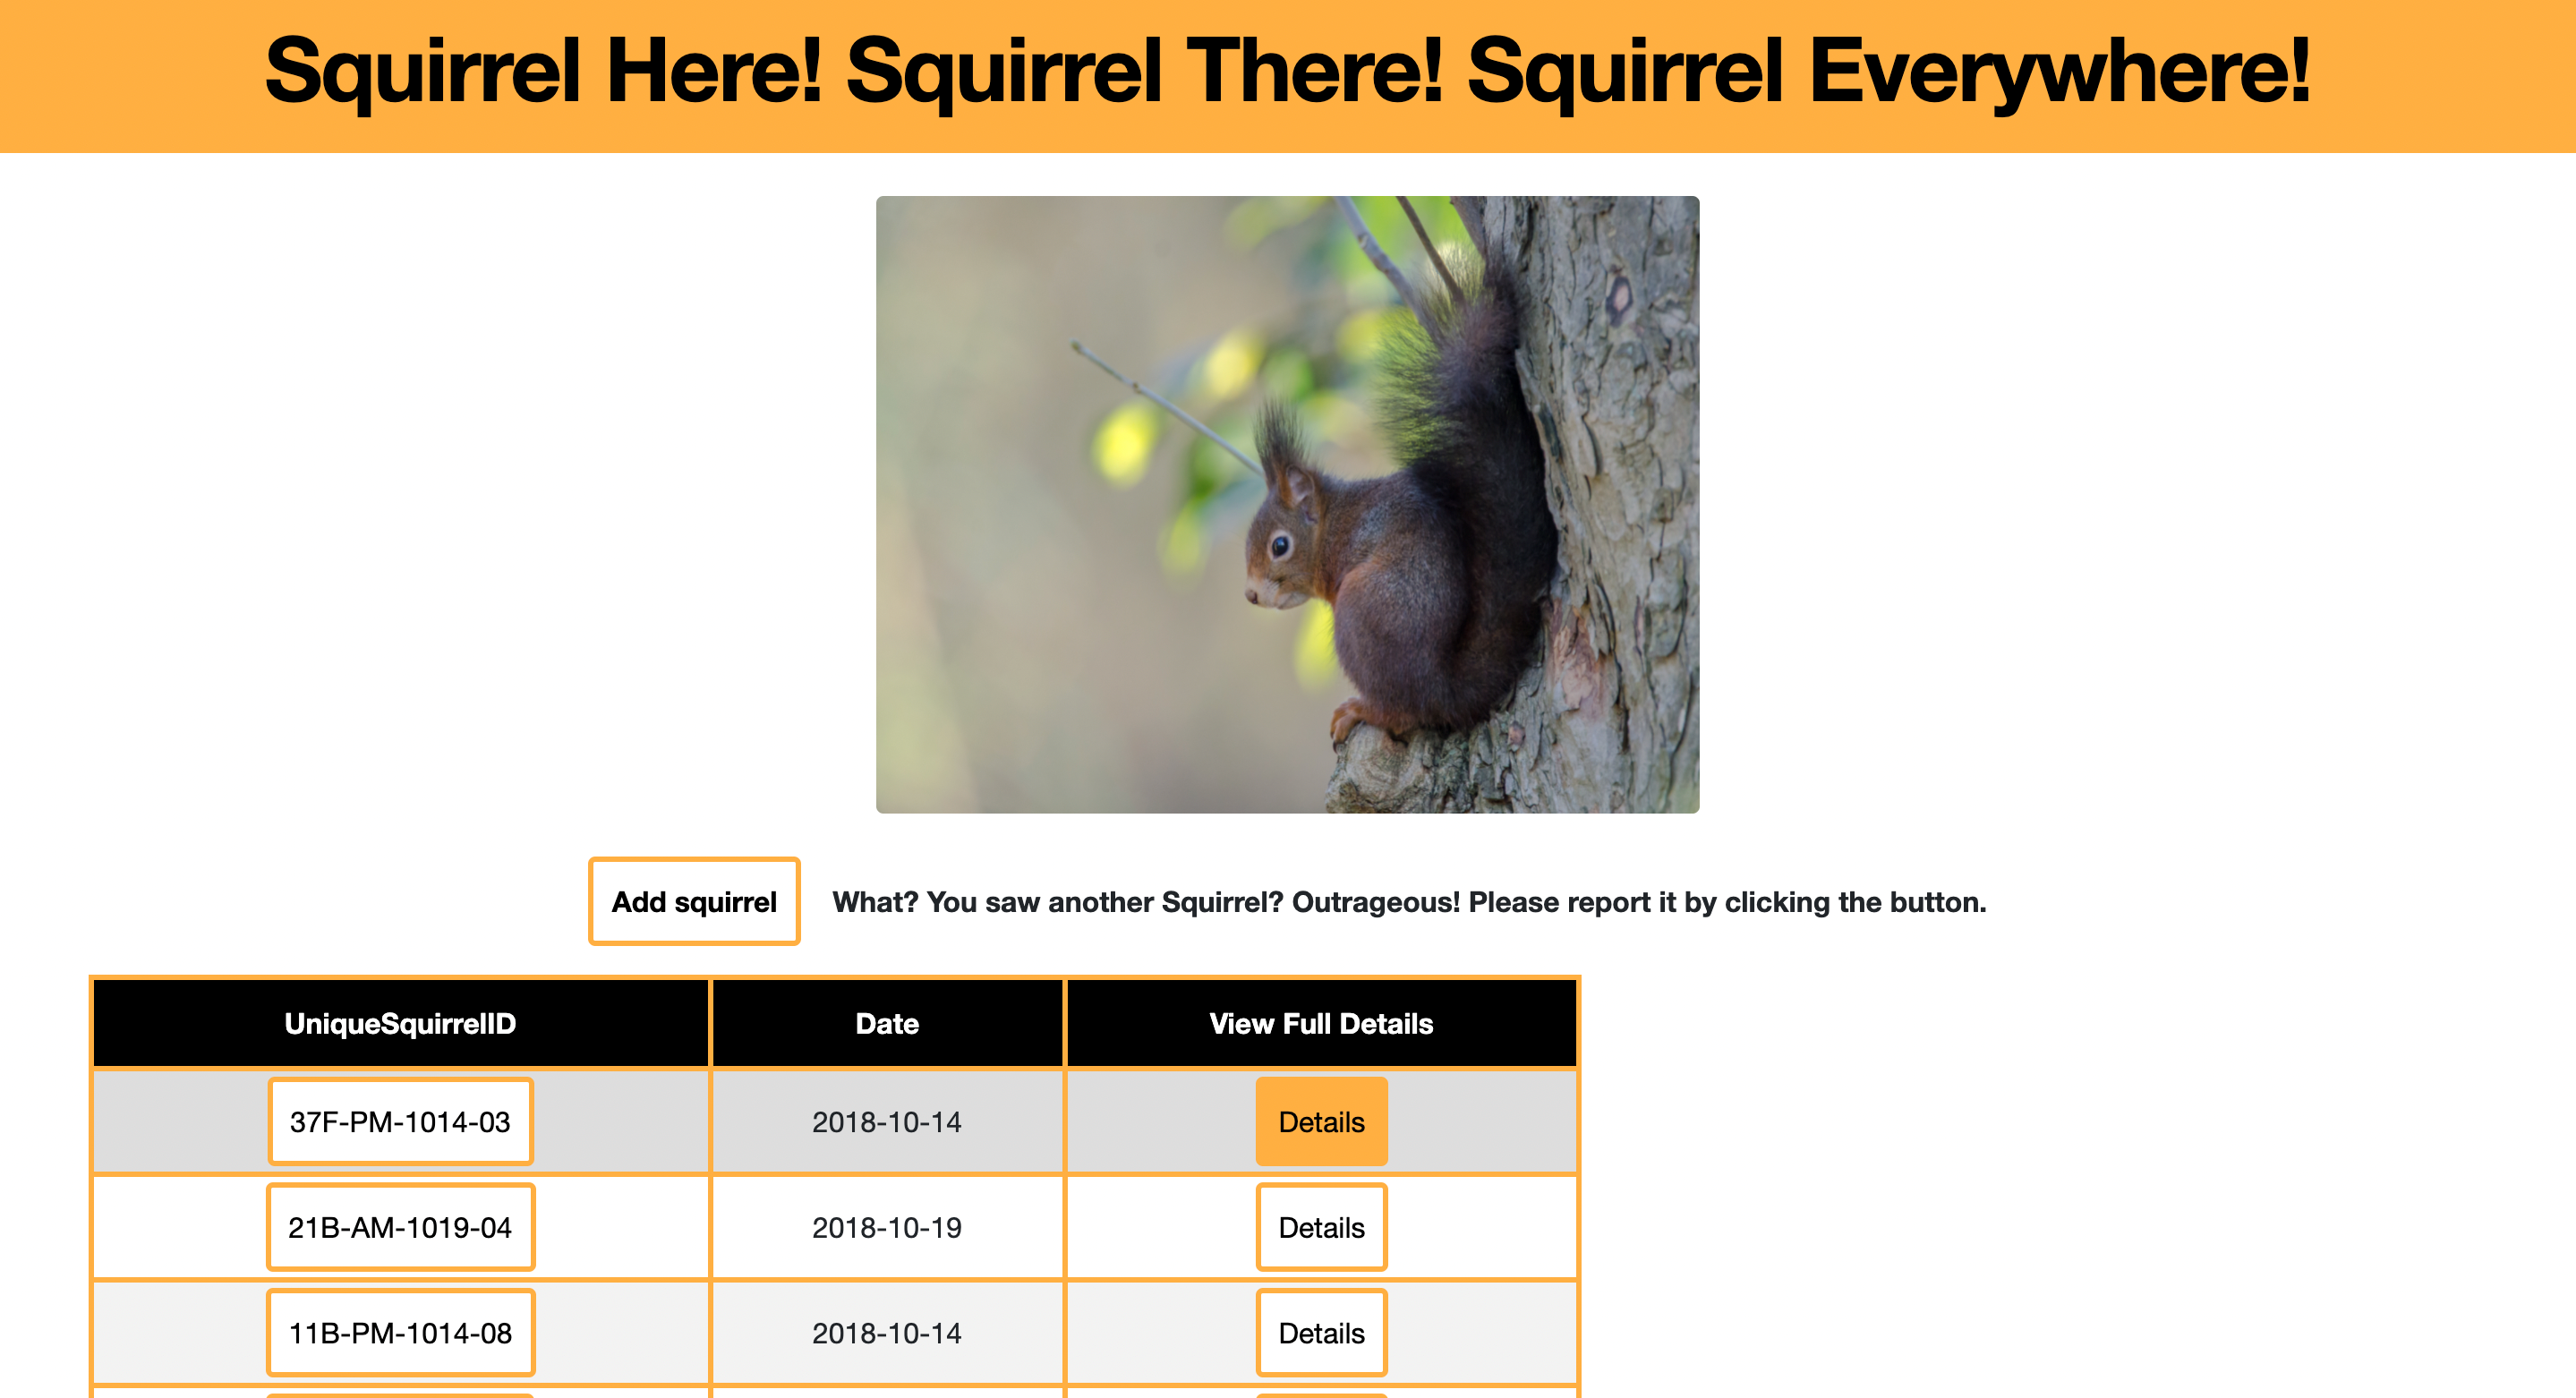 Squirrel Here! Squirrel There! Squirrel Everywhere!
Add squirrel What? You saw another Squirrel? Outrageous! Please report it by clicking the button.
UniqueSquirrelID Date View Full Details
37F-PM-1014-03 2018-10-14 Details
21B-AM-1019-04 2018-10-19 Details
11B-PM-1014-08 2018-10-14 Details